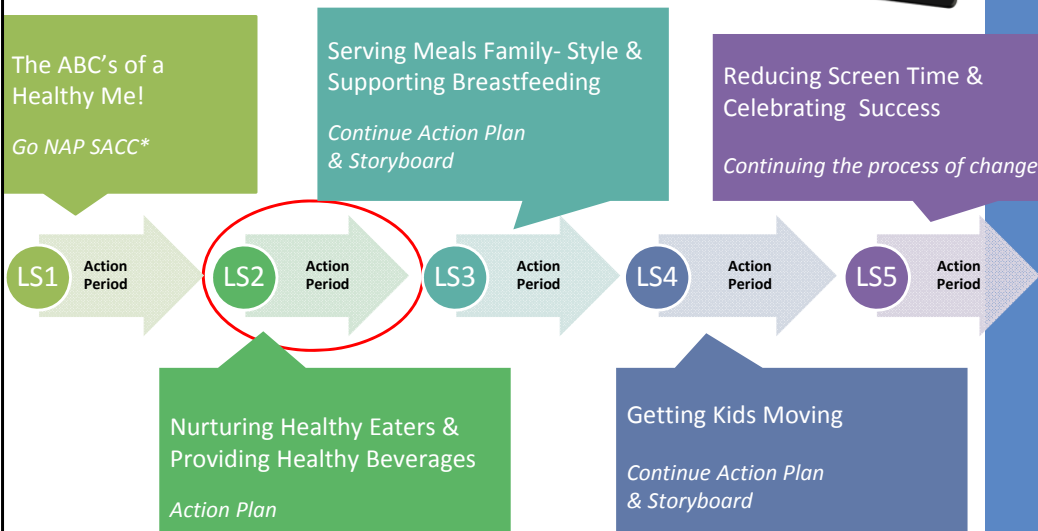 The ABC's of a
Healthy Me!
Go NAP SACC*
Serving Meals Family- Style &
Supporting Breastfeeding
Continue Action Plan
& Storyboard
Reducing Screen Time &
Celebrating  Success
Continuing the process of change
LS1
Action
Period
LS2
Action
Period
LS3
Action
Period
LS4
Action
Period
LS5
Action
Period
Nurturing Healthy Eaters &
Providing Healthy Beverages
Action Plan
Getting Kids Moving
Continue Action Plan
& Storyboard